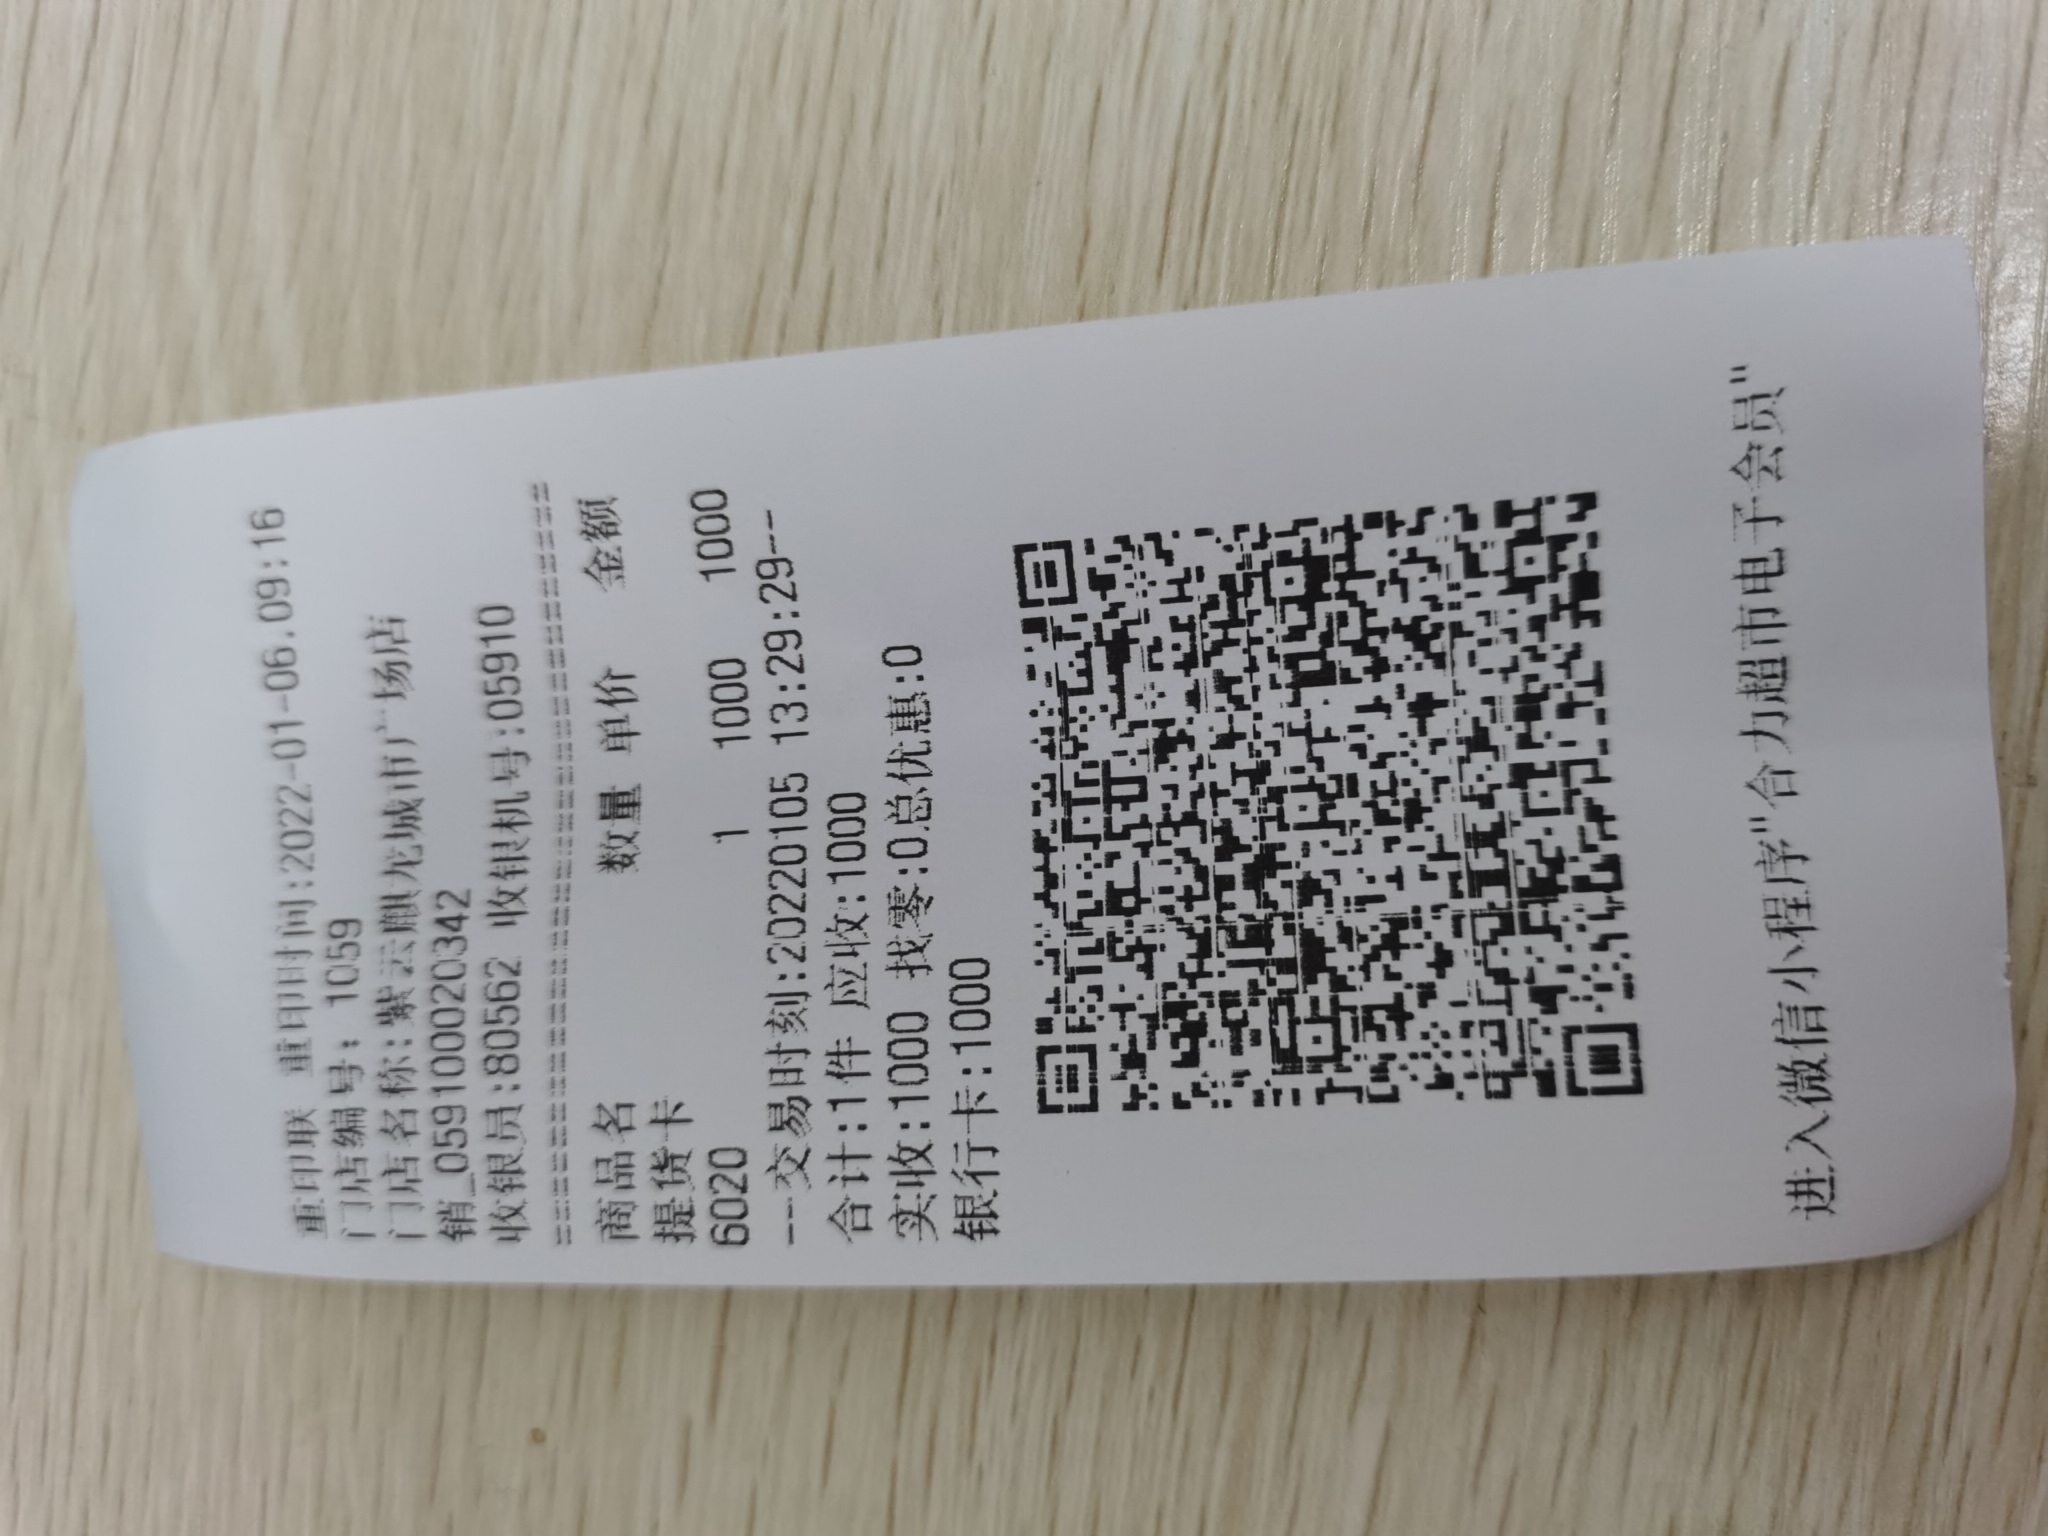 重印联 重印时间:2022-01-06.09:16
门店编号: 1059
门店名称:紫云麒龙城市广场店
销_0591000020342
收银员:80562 收银机号:05910
================================
商品名 数量 单价 金额
提货卡
6020 1 1000 1000
---交易时刻:20220105 13:29:29---
合计:1件 应收:1000
实收:1000 找零:0总优惠:0
银行卡:1000
进入微信小程序"合力超市电子会员"